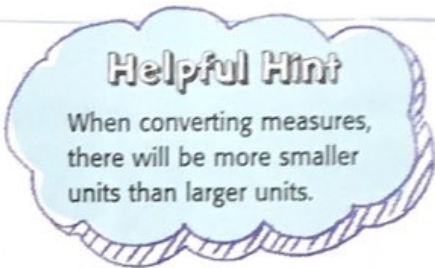 Helpful Hint
When converting measures,
there will be more smaller
units than larger units.